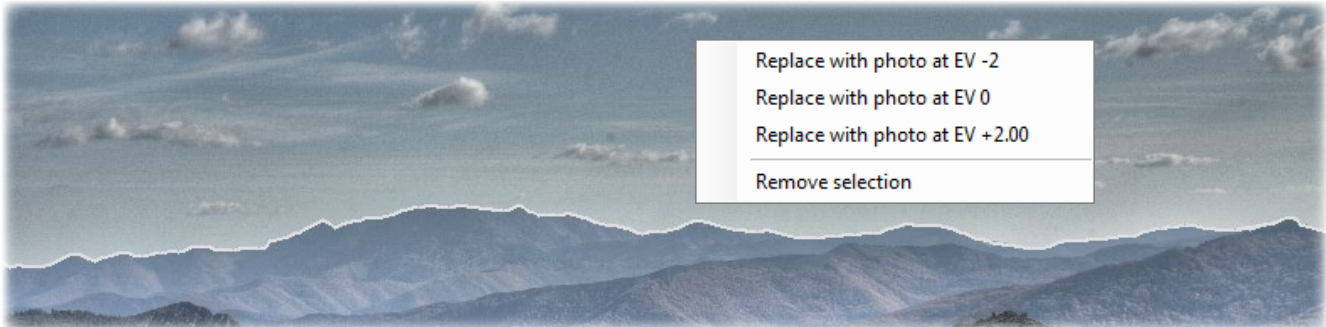 Replace with photo at EV -2
Replace with photo at EV 0
Replace with photo at EV +2.00
Remove selection